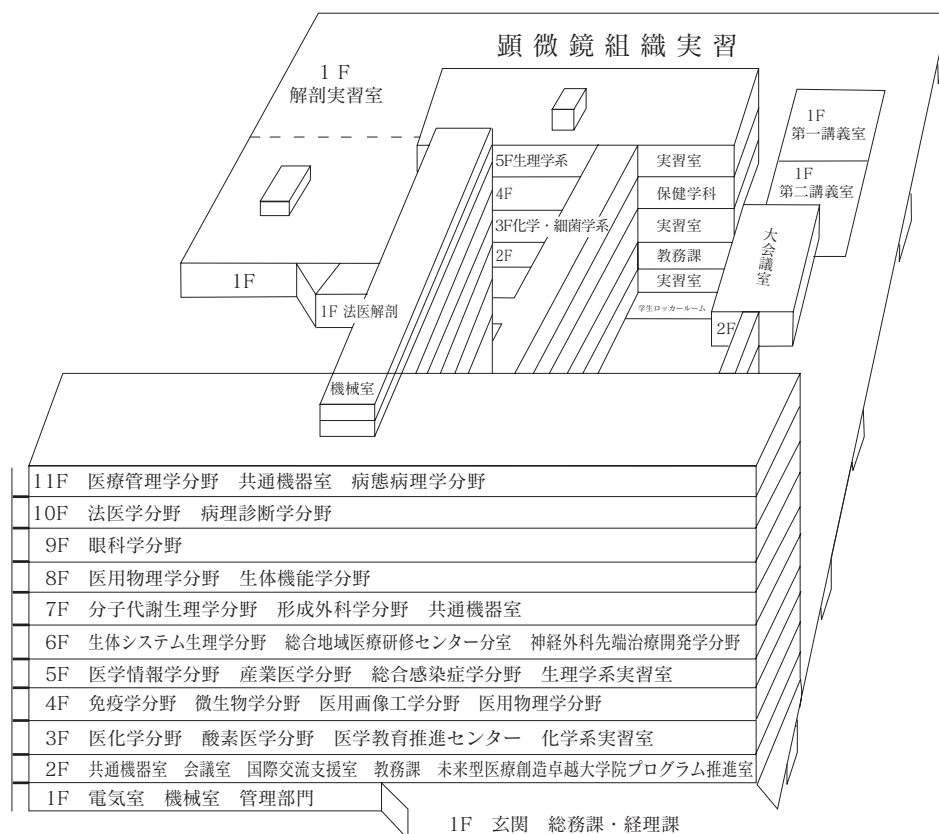 顕微鏡組織実習
1F
解剖実習室
1F
第一講義室
1F
第二講義室
5F生理学系
実習室
4F
保健学科
3F化学・細菌学系
実習室
2F
教務課
実習室
学生ロッカールーム
大会議室
2F
1F
1F 法医解剖
機械室
11F 医療管理学分野 共通機器室 病態病理学分野
10F 法医学分野 病理診断学分野
9F 眼科学分野
8F 医用物理学分野 生体機能学分野
7F 分子代謝生理学分野 形成外科学分野 共通機器室
6F 生体システム生理学分野 総合地域医療研修センター分室 神経外科先端治療開発学分野
5F 医学情報学分野 産業医学分野 総合感染症学分野 生理学系実習室
4F 免疫学分野 微生物学分野 医用画像工学分野 医用物理学分野
3F 医化学分野 酸素医学分野 医学教育推進センター 化学系実習室
2F 共通機器室 会議室 国際交流支援室 教務課 未来型医療創造卓越大学院プログラム推進室
1F 電気室 機械室 管理部門
1F 玄関 総務課・経理課